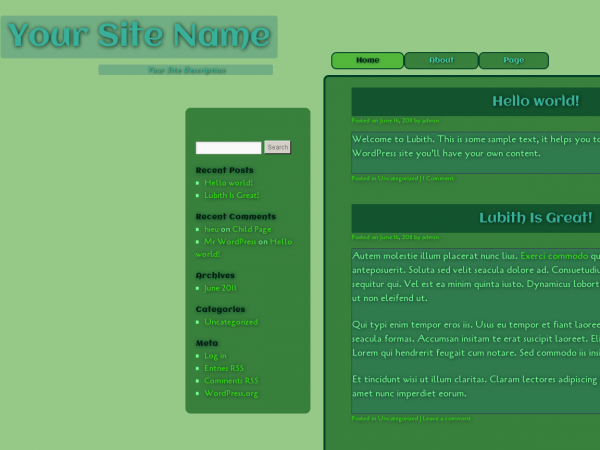 Your Site Name
Your Site Description
Home
About
Page
Search
Recent Posts
Hello world!
Lubith Is Great!
Recent Comments
hieu on Child Page
Mr WordPress on Hello
world!
Archives
June 2011
Categories
Uncategorized
Meta
Log in
Entries RSS
Comments RSS
WordPress.org
Hello world!
Posted on June 16, 2011 by admin
Welcome to Lubith. This is some sample text, it helps you to
WordPress site you'll have your own content.
Posted in Uncategorized | 1 Comment
Lubith Is Great!
Posted on June 16, 2011 by admin
Autem molestie illum placerat nunc lius. Exerci commodo qu
anteposuerit. Soluta sed velit seacula dolore ad. Consuetudiu
sequitur qui. Vel est ea minim quinta iusto. Dynamicus lobort
ut non eleifend ut.
Qui typi enim tempor eros iis. Usus eu tempor et fiant laoree
seacula formas. Accumsan insitam te erat suscipit laoreet. Eli
Lorem qui hendrerit feugait cum notare. Sed commodo iis insi
Et tincidunt wisi ut illum claritas. Claram lectores adipiscing
amet nunc imperdiet eorum.
Posted in Uncategorized | Leave a comment